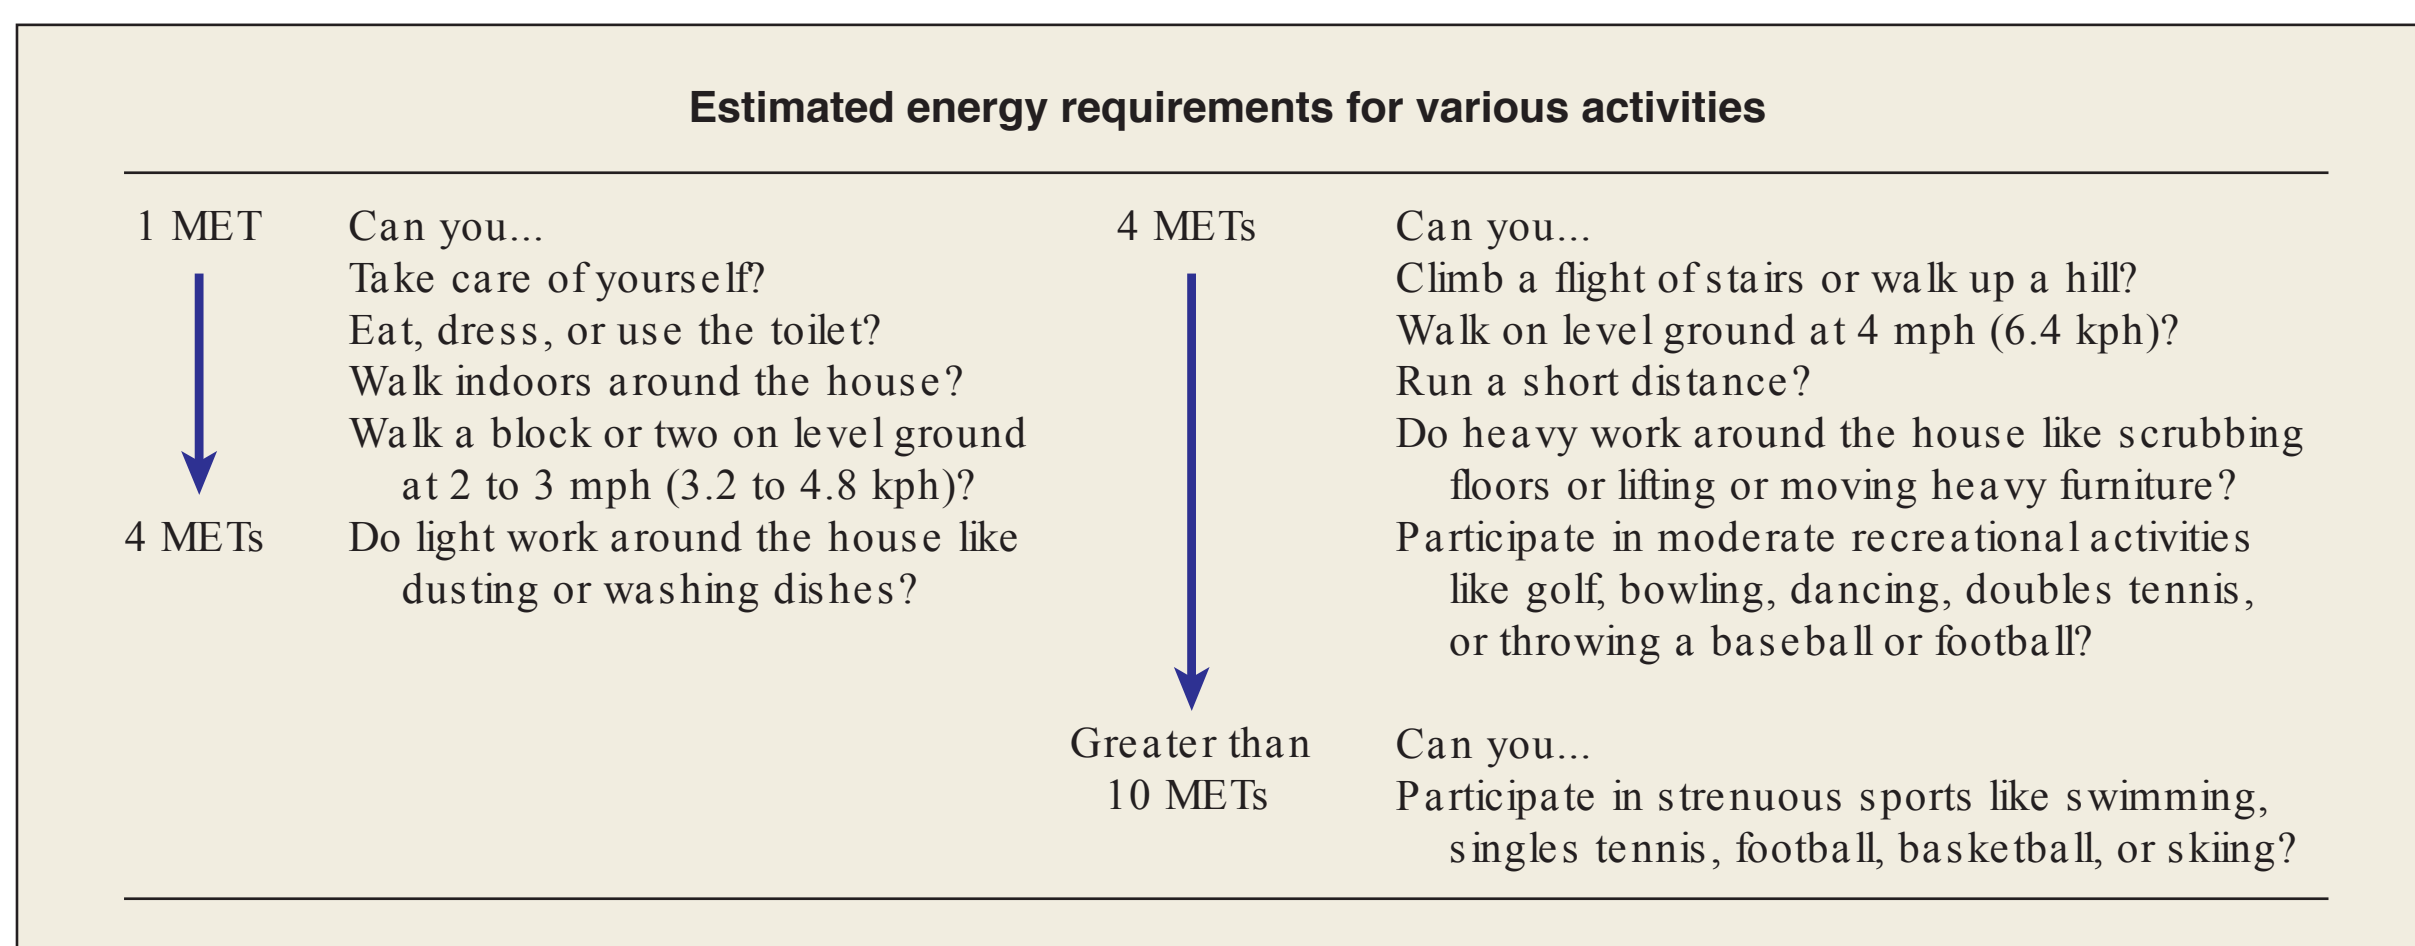 Estimated energy requirements for various activities
1 MET
Can you...
Take care of yourself?
Eat, dress, or use the toilet?
Walk indoors around the house?
Walk a block or two on level ground
at 2 to 3 mph (3.2 to 4.8 kph)?
4 METs
Do light work around the house like
dusting or washing dishes?
4 METs
Can you...
Climb a flight of stairs or walk up a hill?
Walk on level ground at 4 mph (6.4 kph)?
Run a short distance?
Do heavy work around the house like scrubbing
floors or lifting or moving heavy furniture?
Participate in moderate recreational activities
like golf, bowling, dancing, doubles tennis,
or throwing a baseball or football?
Greater than
10 METs
Can you...
Participate in strenuous sports like swimming,
singles tennis, football, basketball, or skiing?